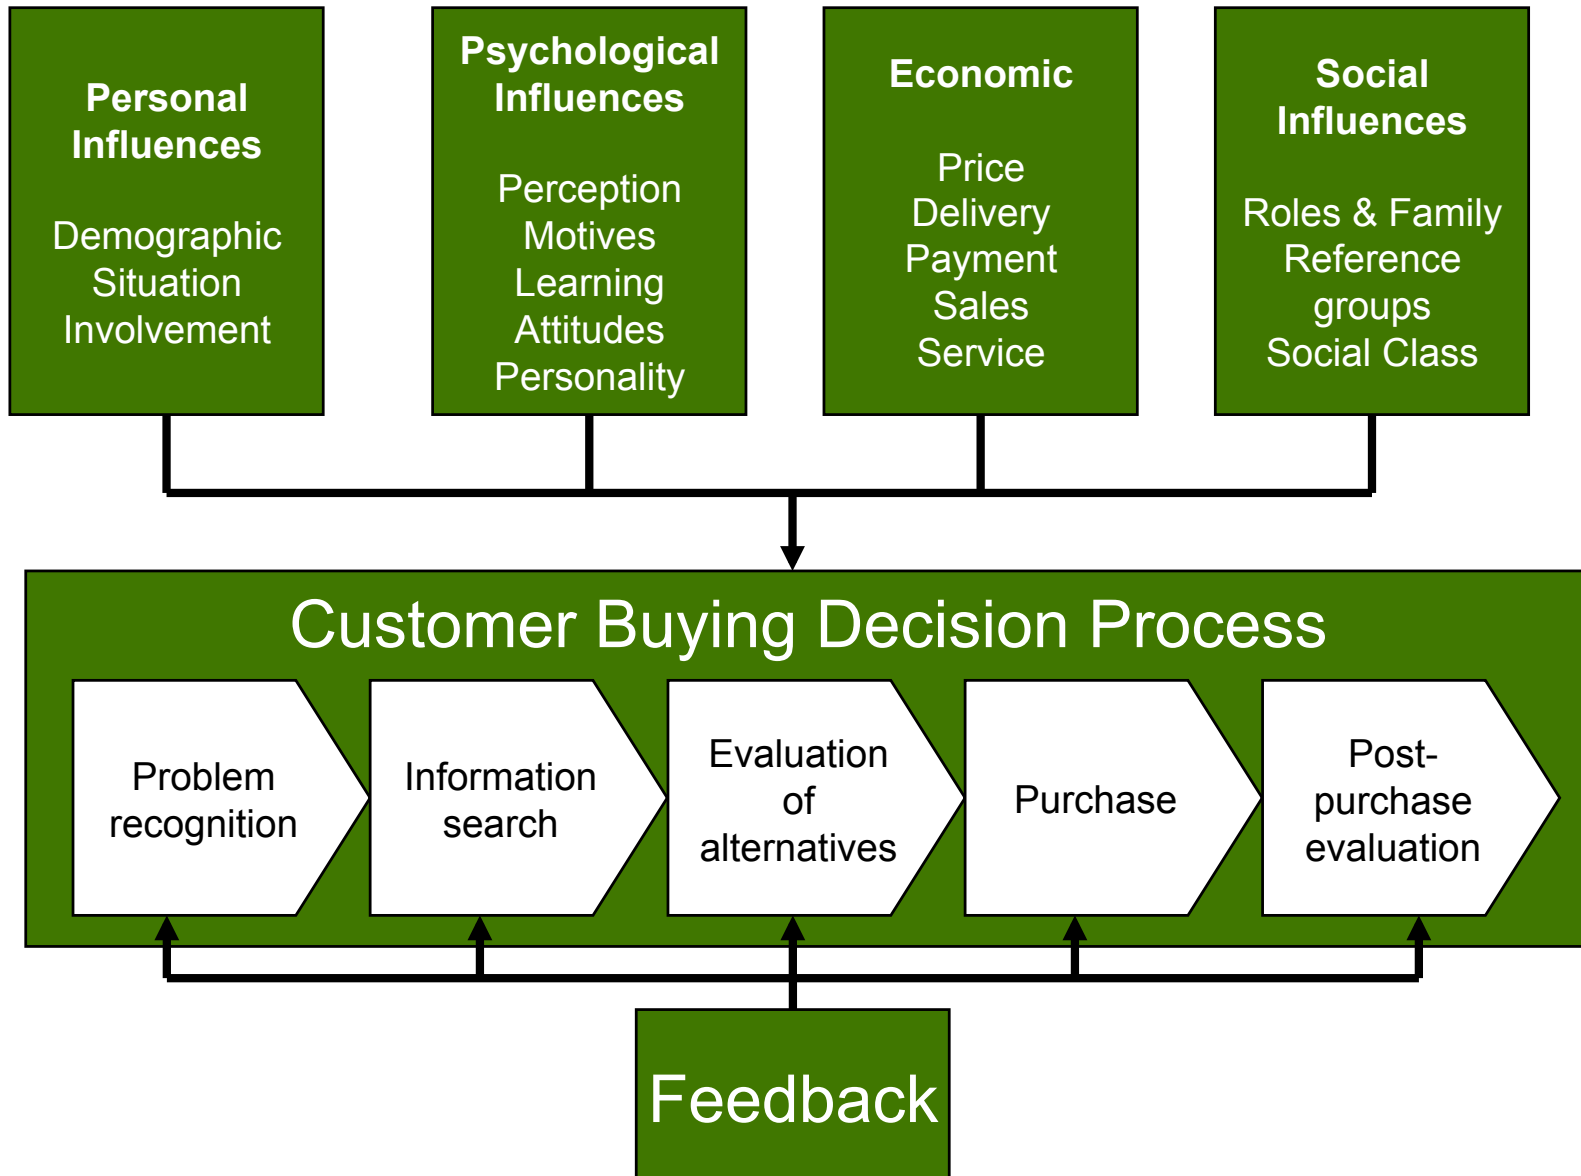 Personal
Influences
Demographic
Situation
Involvement
Psychological
Influences
Perception
Motives
Learning
Attitudes
Personality
Economic
Price
Delivery
Payment
Sales
Service
Social
Influences
Roles & Family
Reference
groups
Social Class
Customer Buying Decision Process
Problem
recognition
Information
search
Evaluation
of
alternatives
Purchase
Post-
purchase
evaluation
Feedback